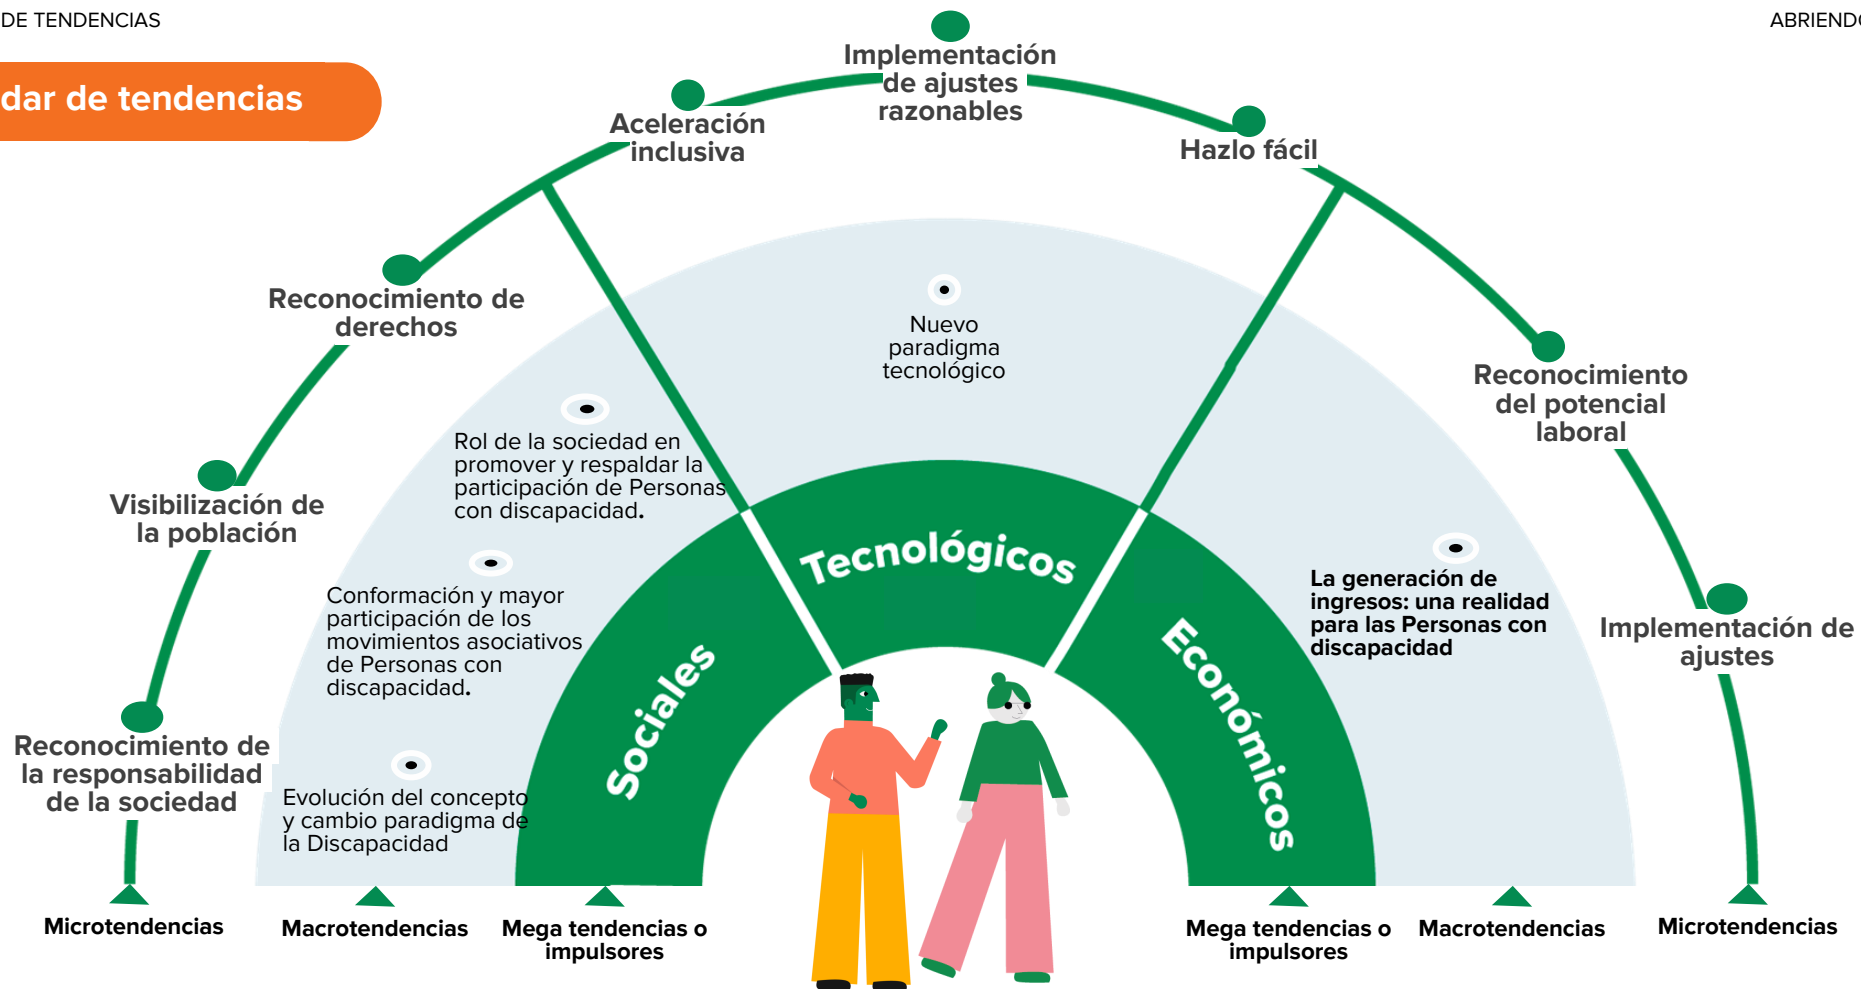 DE TENDENCIAS
dar de tendencias
Implementación
de ajustes
razonables
Aceleración
inclusiva
Hazlo fácil
Reconocimiento de
derechos
Nuevo
paradigma
tecnológico
Reconocimiento
del potencial
laboral
Rol de la sociedad en
promover y respaldar la
participación de Personas
con discapacidad.
Visibilización de
la población
Tecnológicos
Conformación y mayor
participación de los
movimientos asociativos
de Personas con
discapacidad.
La generación de
ingresos: una realidad
para las Personas con
discapacidad
Implementación de
ajustes
Sociales
Económicos
Reconocimiento de
la responsabilidad
de la sociedad
Evolución del concepto
y cambio paradigma de
la Discapacidad
Microtendencias
Macrotendencias
Mega tendencias o
impulsores
Mega tendencias o
impulsores
Macrotendencias
Microtendencias